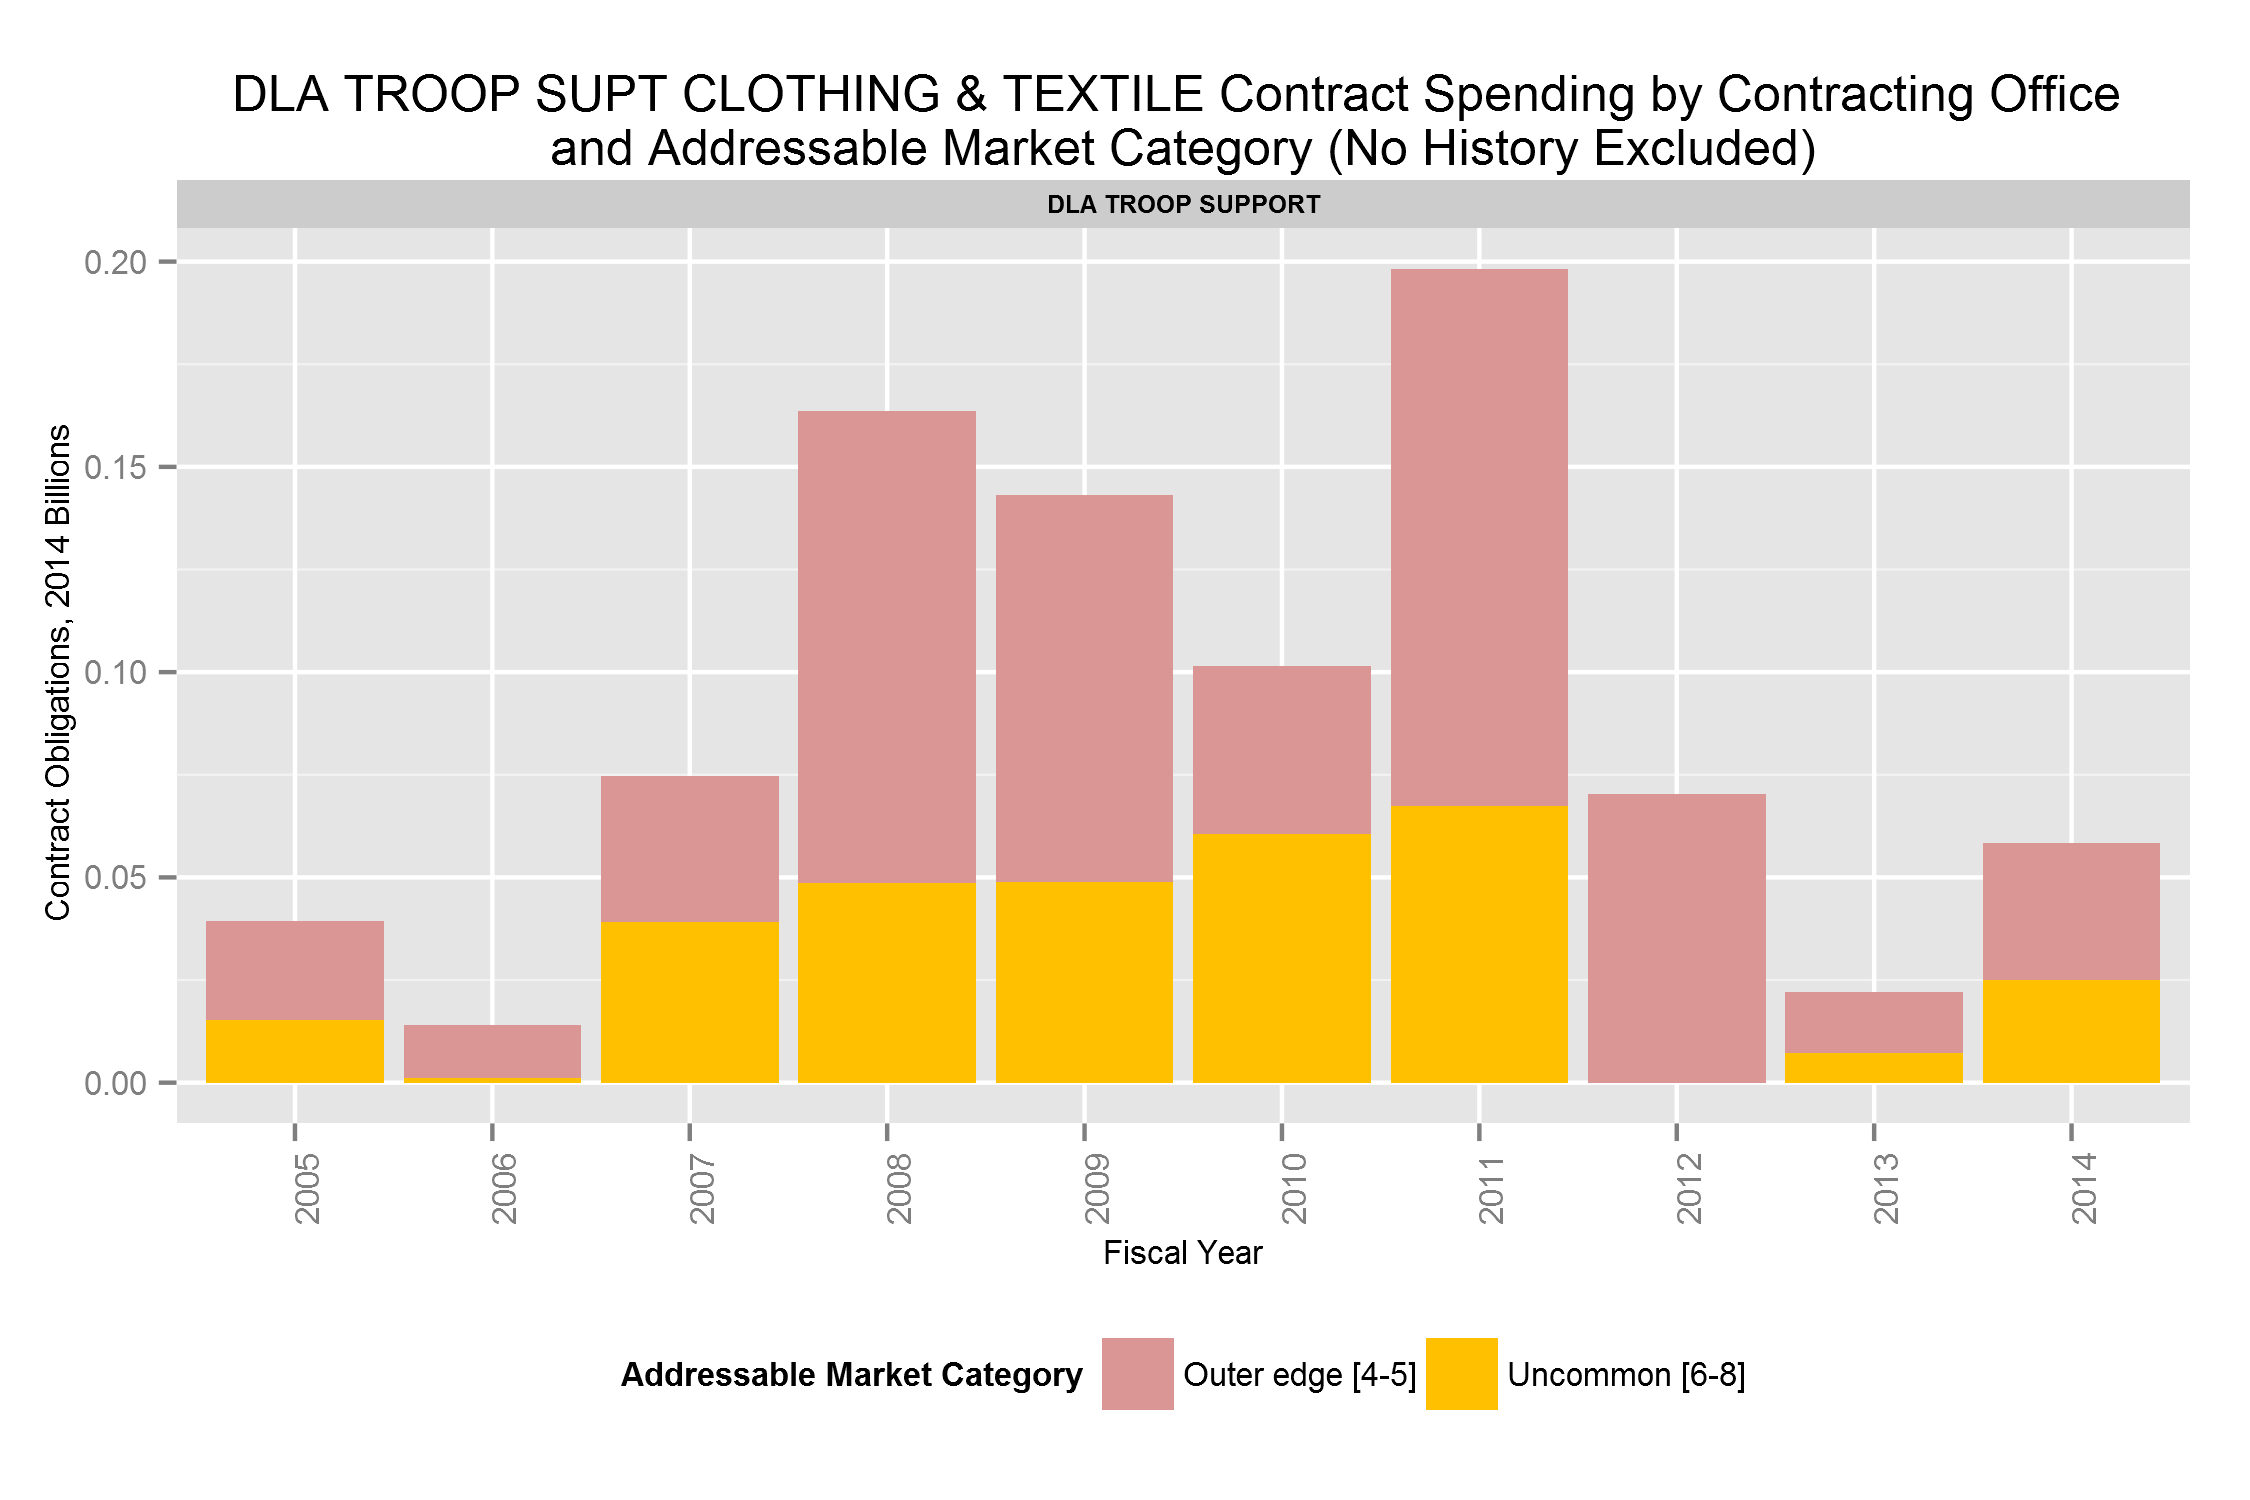 DLA TROOP SUPT CLOTHING & TEXTILE Contract Spending by Contracting Office
and Addressable Market Category (No History Excluded)
DLA TROOP SUPPORT
Contract Obligations, 2014 Billions
0.20
0.15
0.10
0.05
0.00
2005
2006
2007
2008
2009
2010
2011
2012
2013
2014
Fiscal Year
Addressable Market Category
Outer edge [4-5]
Uncommon [6-8]